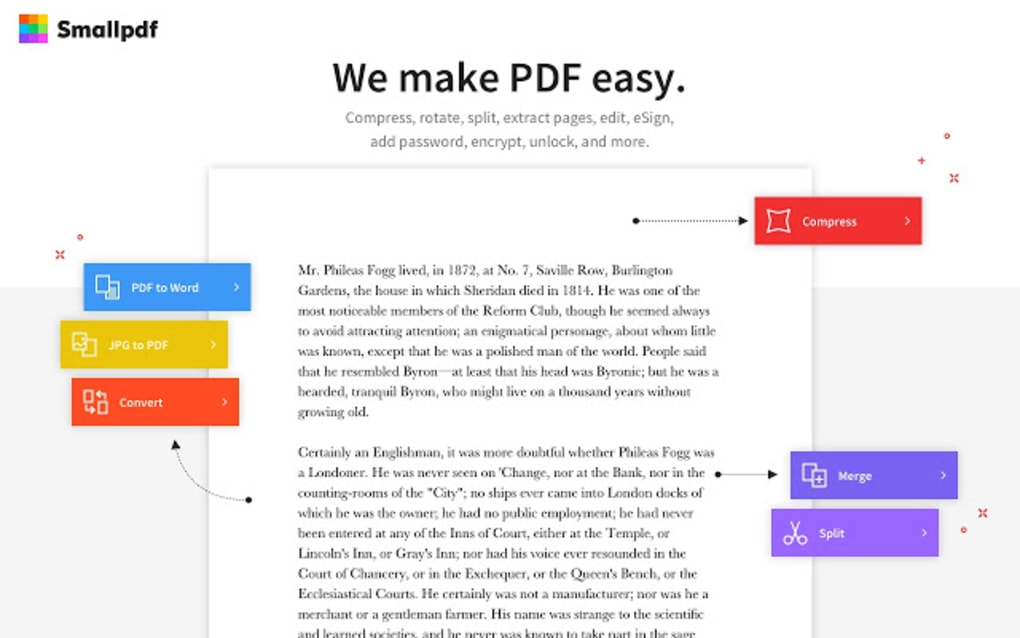 Smallpdf
We make PDF easy.
Compress, rotate, split, extract pages, edit, eSign,
add password, encrypt, unlock, and more.
Compress
PDF to Word
JPG to PDF
Convert
Mr. Phileas Fogg lived, in 1872, at No. 7, Saville Row, Burlington
Gardens, the house in which Sheridan died in 1814. He was one of the
most noticeable members of the Reform Club, though he seemed always
to avoid attracting attention; an enigmatical personage, about whom little
was known, except that he was a polished man of the world. People said
that he resembled Byron—at least that his head was Byronic; but he was a
bearded, tranquil Byron, who might live on a thousand years without
growing old.
Certainly an Englishman, it was more doubtful whether Phileas Fogg was
a Londoner. He was never seen on 'Change, nor at the Bank, nor in the
counting-rooms of the "City"; no ships ever came into London docks of
which he was the owner; he had no public employment; he had never
been entered at any of the Inns of Court, either at the Temple, or
Lincoln's Inn, or Gray's Inn; nor had his voice ever resounded in the
Court of Chancery, or in the Exchequer, or the Queen's Bench, or the
Ecclesiastical Courts. He certainly was not a manufacturer; nor was he a
merchant or a gentleman farmer. His name was strange to the scientific
and learned societies, and he never was known to take part in the sage
Merge
Split